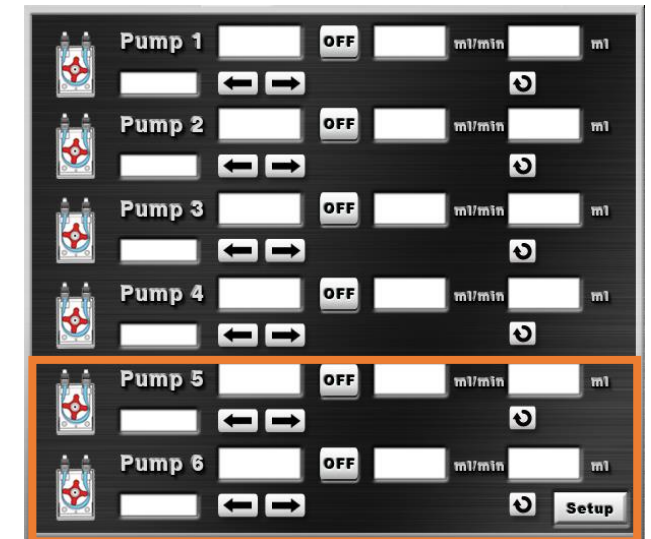 Pump 1 OFF ml/min ml
Pump 2 OFF ml/min ml
Pump 3 OFF ml/min ml
Pump 4 OFF ml/min ml
Pump 5 OFF ml/min ml
Pump 6 OFF ml/min ml
Setup